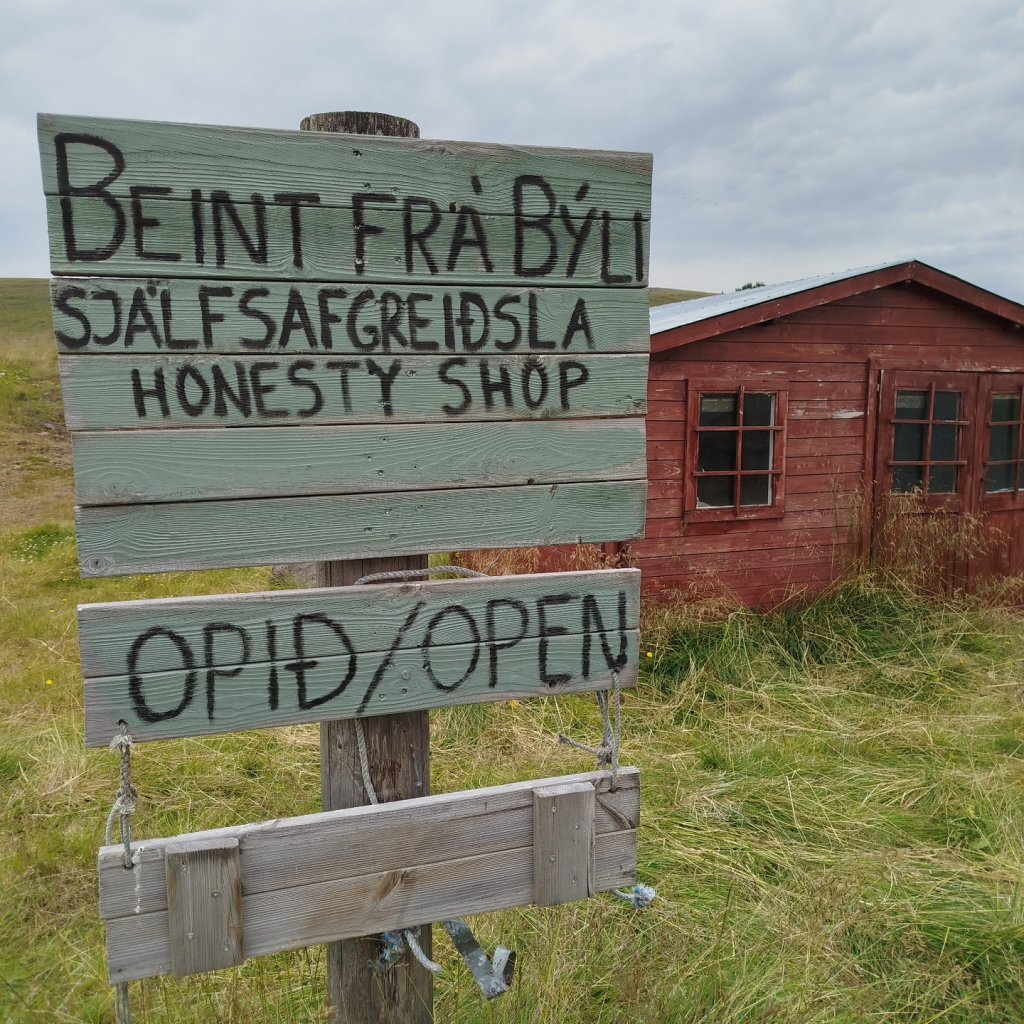 BEINT FRÁ BÝLI
SJÁLFSAFGREIÐSLA
HONESTY SHOP
OPIÐ/OPEN